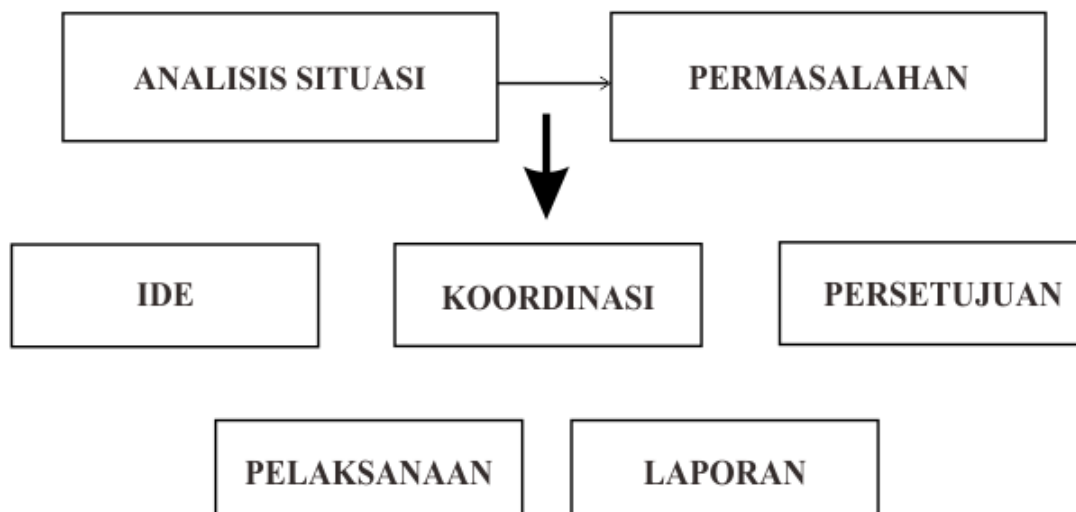 ANALISIS SITUASI
PERMASALAHAN
IDE
KOORDINASI
PERSETUJUAN
PELAKSANAAN
LAPORAN